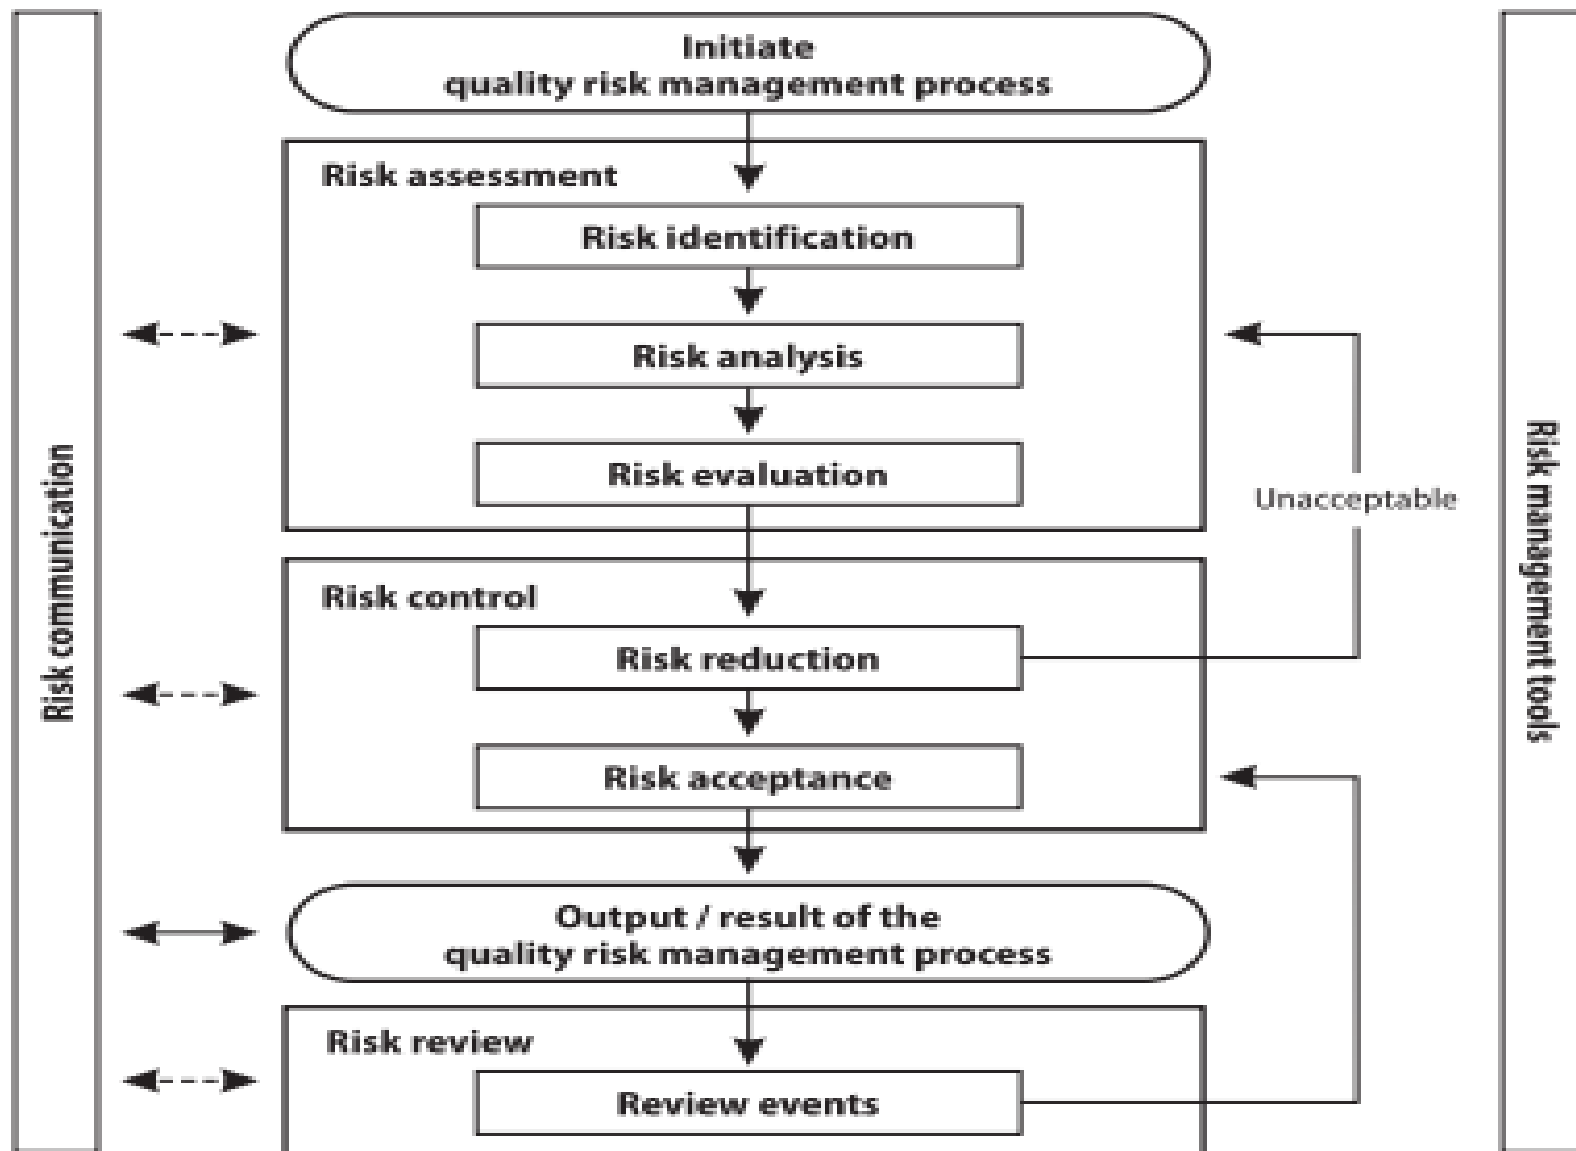 Initiate
quality risk management process
Risk assessment
Risk identification
Risk analysis
Risk evaluation
Unacceptable
Risk control
Risk reduction
Risk acceptance
Output / result of the
quality risk management process
Risk review
Review events
Risk communication
Risk management tools